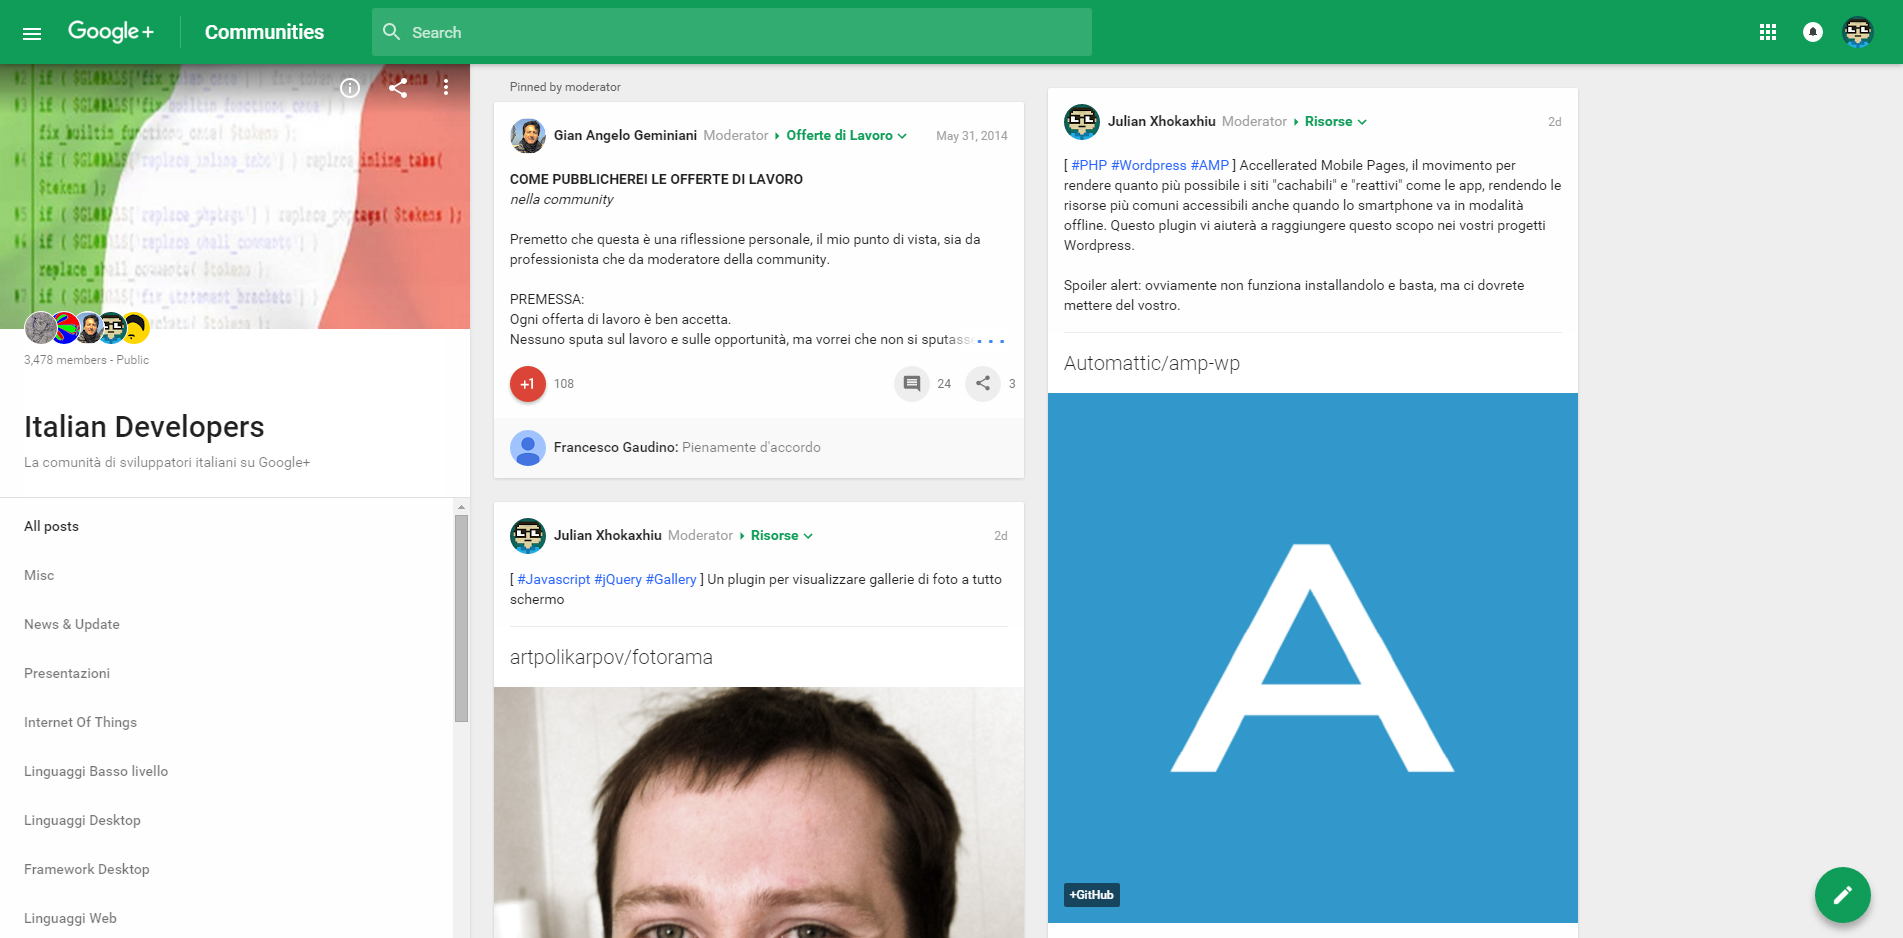 Google+
Communities
Search
3,478 members - Public
Italian Developers
La comunità di sviluppatori italiani su Google+
All posts
Misc
News & Update
Presentazioni
Internet Of Things
Linguaggi Basso livello
Linguaggi Desktop
Framework Desktop
Linguaggi Web
Pinned by moderator
Gian Angelo Geminiani Moderator Offerte di Lavoro May 31, 2014
COME PUBBLICHEREI LE OFFERTE DI LAVORO
nella community
Premetto che questa è una riflessione personale, il mio punto di vista, sia da
professionista che da moderatore della community.
PREMESSA:
Ogni offerta di lavoro è ben accetta.
Nessuno sputa sul lavoro e sulle opportunità, ma vorrei che non si sputasse
+1 108 24 3
Francesco Gaudino: Pienamente d'accordo
Julian Xhokaxhiu Moderator Risorse 2d
[ #Javascript #jQuery #Gallery ] Un plugin per visualizzare gallerie di foto a tutto
schermo
artpolikarpov/fotorama
Julian Xhokaxhiu Moderator Risorse 2d
[ #PHP #Wordpress #AMP ] Accellerated Mobile Pages, il movimento per
rendere quanto più possibile i siti "cachabili" e "reattivi" come le app, rendendo le
risorse più comuni accessibili anche quando lo smartphone va in modalità
offline. Questo plugin vi aiuterà a raggiungere questo scopo nei vostri progetti
Wordpress.
Spoiler alert: ovviamente non funziona installandolo e basta, ma ci dovrete
mettere del vostro.
Automattic/amp-wp
A
+GitHub